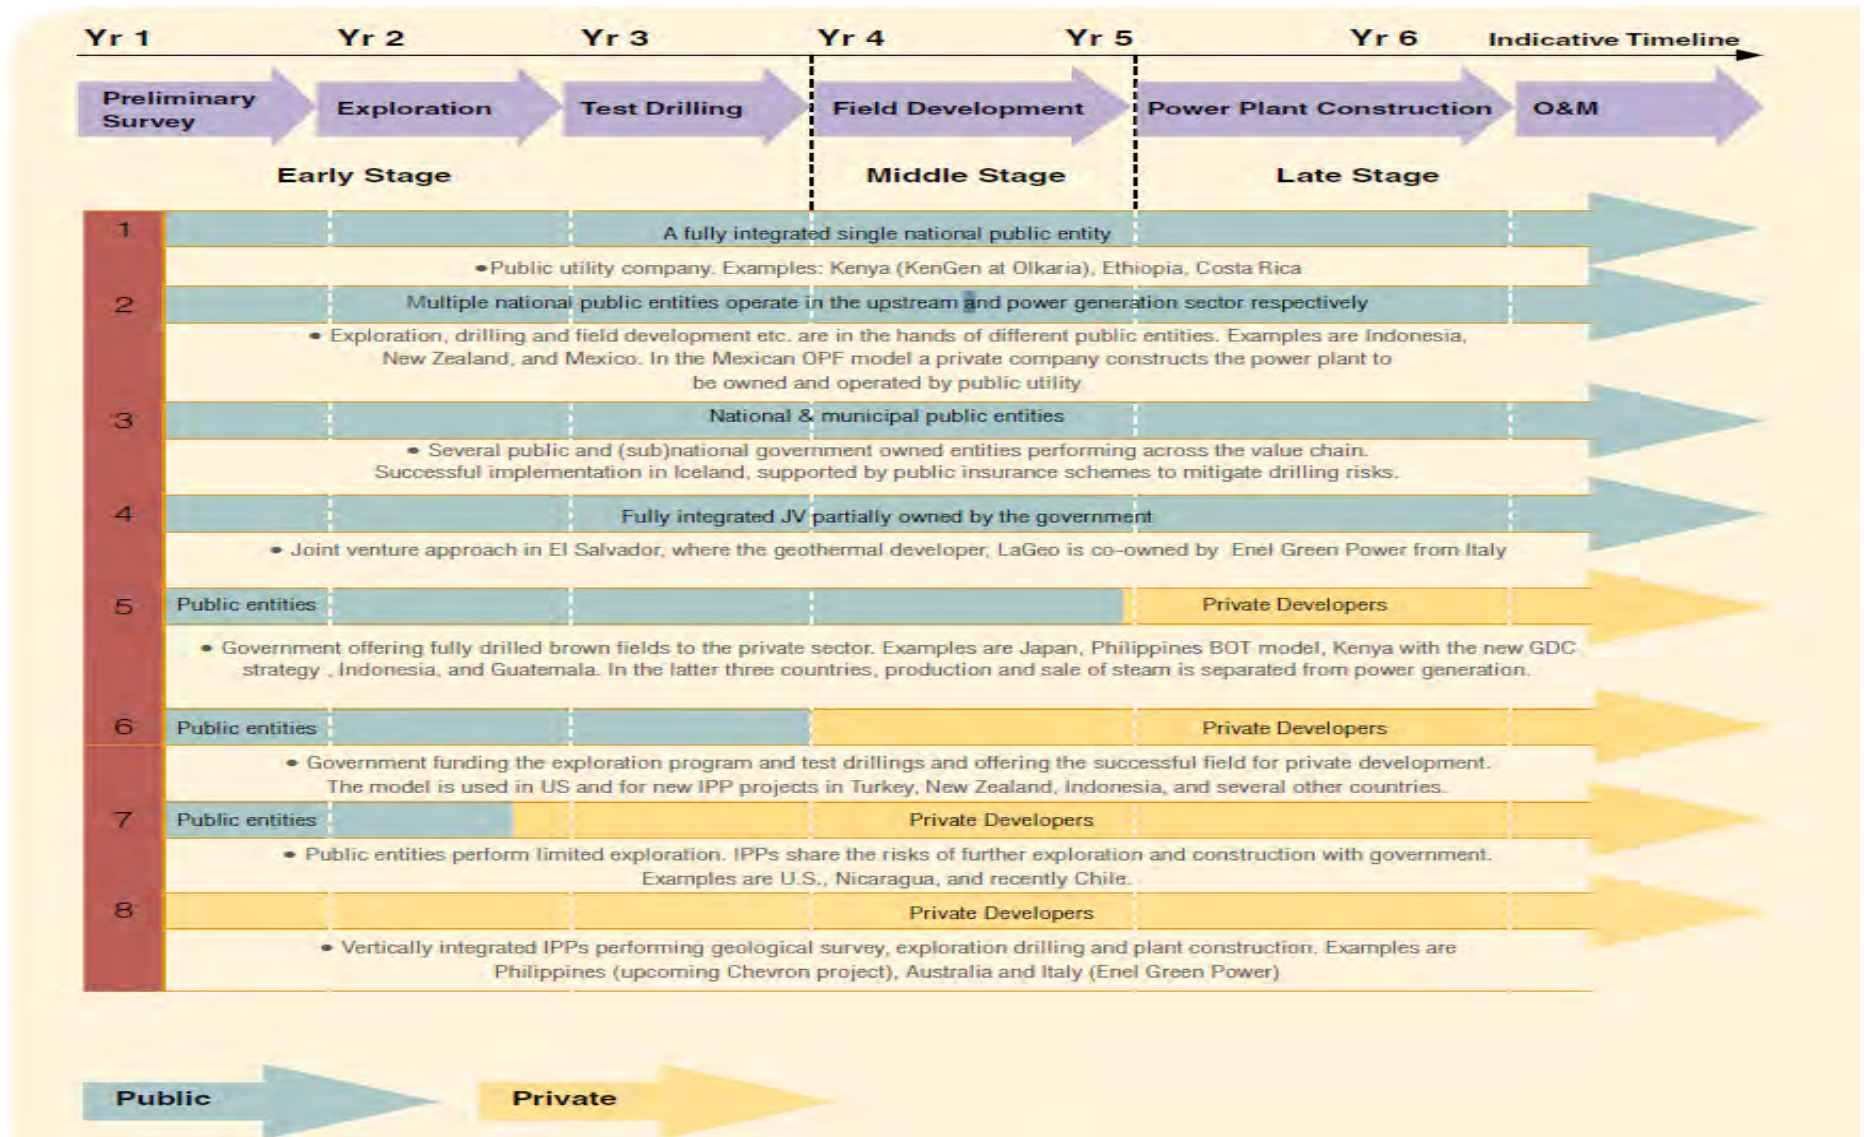 Yr 1 Yr 2 Yr 3 Yr 4 Yr 5 Yr 6 Indicative Timeline
Preliminary
Survey
Exploration
Test Drilling
Field Development
Power Plant Construction
O&M
Early Stage Middle Stage Late Stage
1
A fully integrated single national public entity
•Public utility company. Examples: Kenya (KenGen at Olkaria), Ethiopia, Costa Rica
2
Multiple national public entities operate in the upstream and power generation sector respectively
• Exploration, drilling and field development etc. are in the hands of different public entities. Examples are Indonesia,
New Zealand, and Mexico. In the Mexican OPF model a private company constructs the power plant to
be owned and operated by public utility
3
National & municipal public entities
• Several public and (sub)national government owned entities performing across the value chain.
Successful implementation in Iceland, supported by public insurance schemes to mitigate drilling risks.
4
Fully integrated JV partially owned by the government
• Joint venture approach in El Salvador, where the geothermal developer, LaGeo is co-owned by Enel Green Power from Italy
5
Public entities Private Developers
• Government offering fully drilled brown fields to the private sector. Examples are Japan, Philippines BOT model, Kenya with the new GDC
strategy , Indonesia, and Guatemala. In the latter three countries, production and sale of steam is separated from power generation.
6
Public entities Private Developers
• Government funding the exploration program and test drillings and offering the successful field for private development.
The model is used in US and for new IPP projects in Turkey, New Zealand, Indonesia, and several other countries.
7
Public entities Private Developers
• Public entities perform limited exploration. IPPs share the risks of further exploration and construction with government.
Examples are U.S., Nicaragua, and recently Chile.
8
Private Developers
• Vertically integrated IPPs performing geological survey, exploration drilling and plant construction. Examples are
Philippines (upcoming Chevron project), Australia and Italy (Enel Green Power)
Public Private